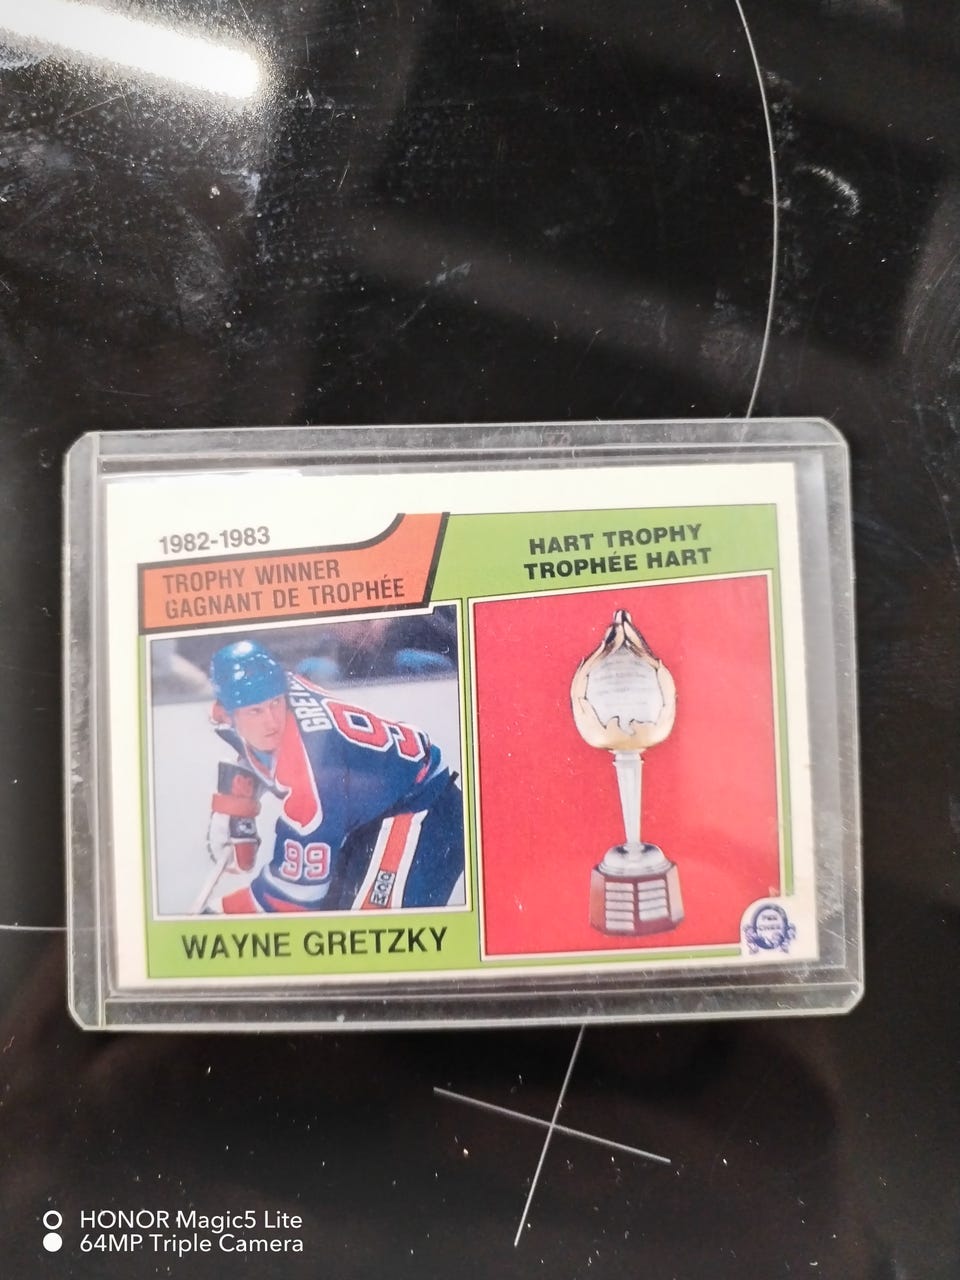 1982-1983
TROPHY WINNER
GAGNANT DE TROPHÉE
HART TROPHY
TROPHÉE HART
99
99
WAYNE GRETZKY
HONOR Magic5 Lite
64MP Triple Camera